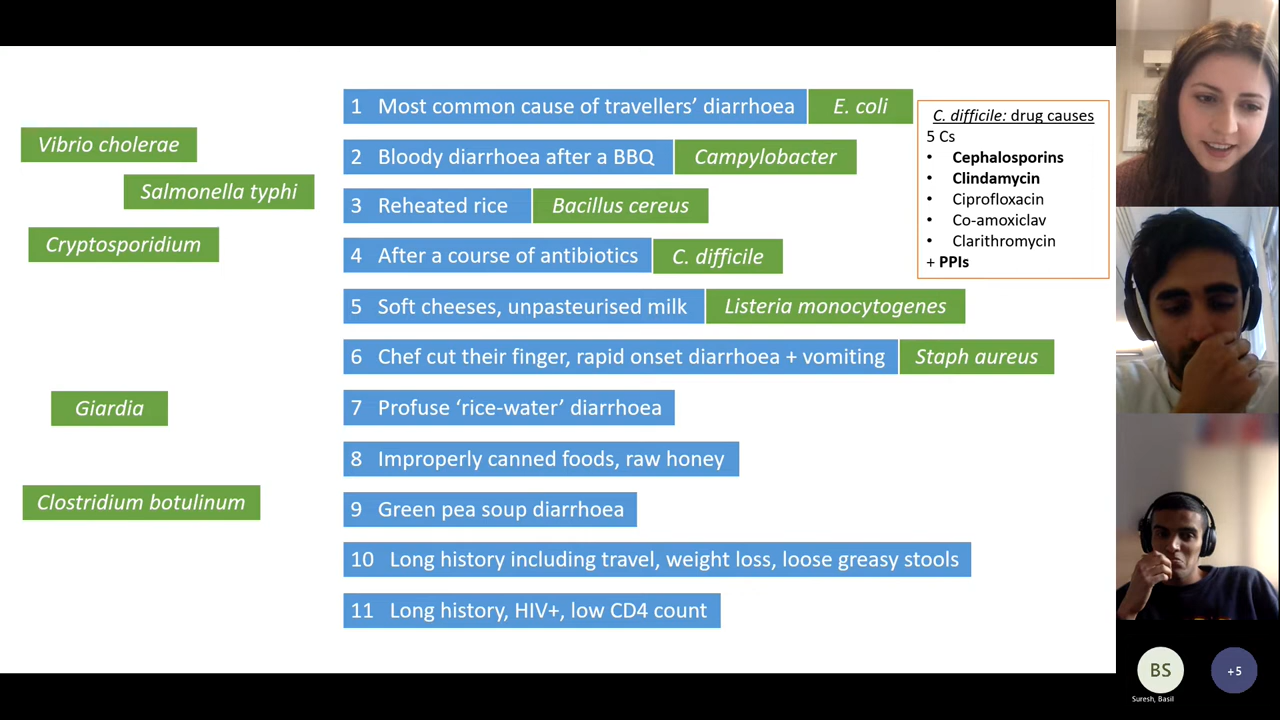 Vibrio cholerae
Salmonella typhi
Cryptosporidium
Giardia
Clostridium botulinum
1 Most common cause of travellers’ diarrhoea E. coli
2 Bloody diarrhoea after a BBQ Campylobacter
3 Reheated rice Bacillus cereus
4 After a course of antibiotics C. difficile
5 Soft cheeses, unpasteurised milk Listeria monocytogenes
6 Chef cut their finger, rapid onset diarrhoea + vomiting Staph aureus
7 Profuse ‘rice-water’ diarrhoea
8 Improperly canned foods, raw honey
9 Green pea soup diarrhoea
10 Long history including travel, weight loss, loose greasy stools
11 Long history, HIV+, low CD4 count
C. difficile: drug causes
5 Cs
• Cephalosporins
• Clindamycin
• Ciprofloxacin
• Co-amoxiclav
• Clarithromycin
+ PPIs
BS
+5
Suresh, Basil